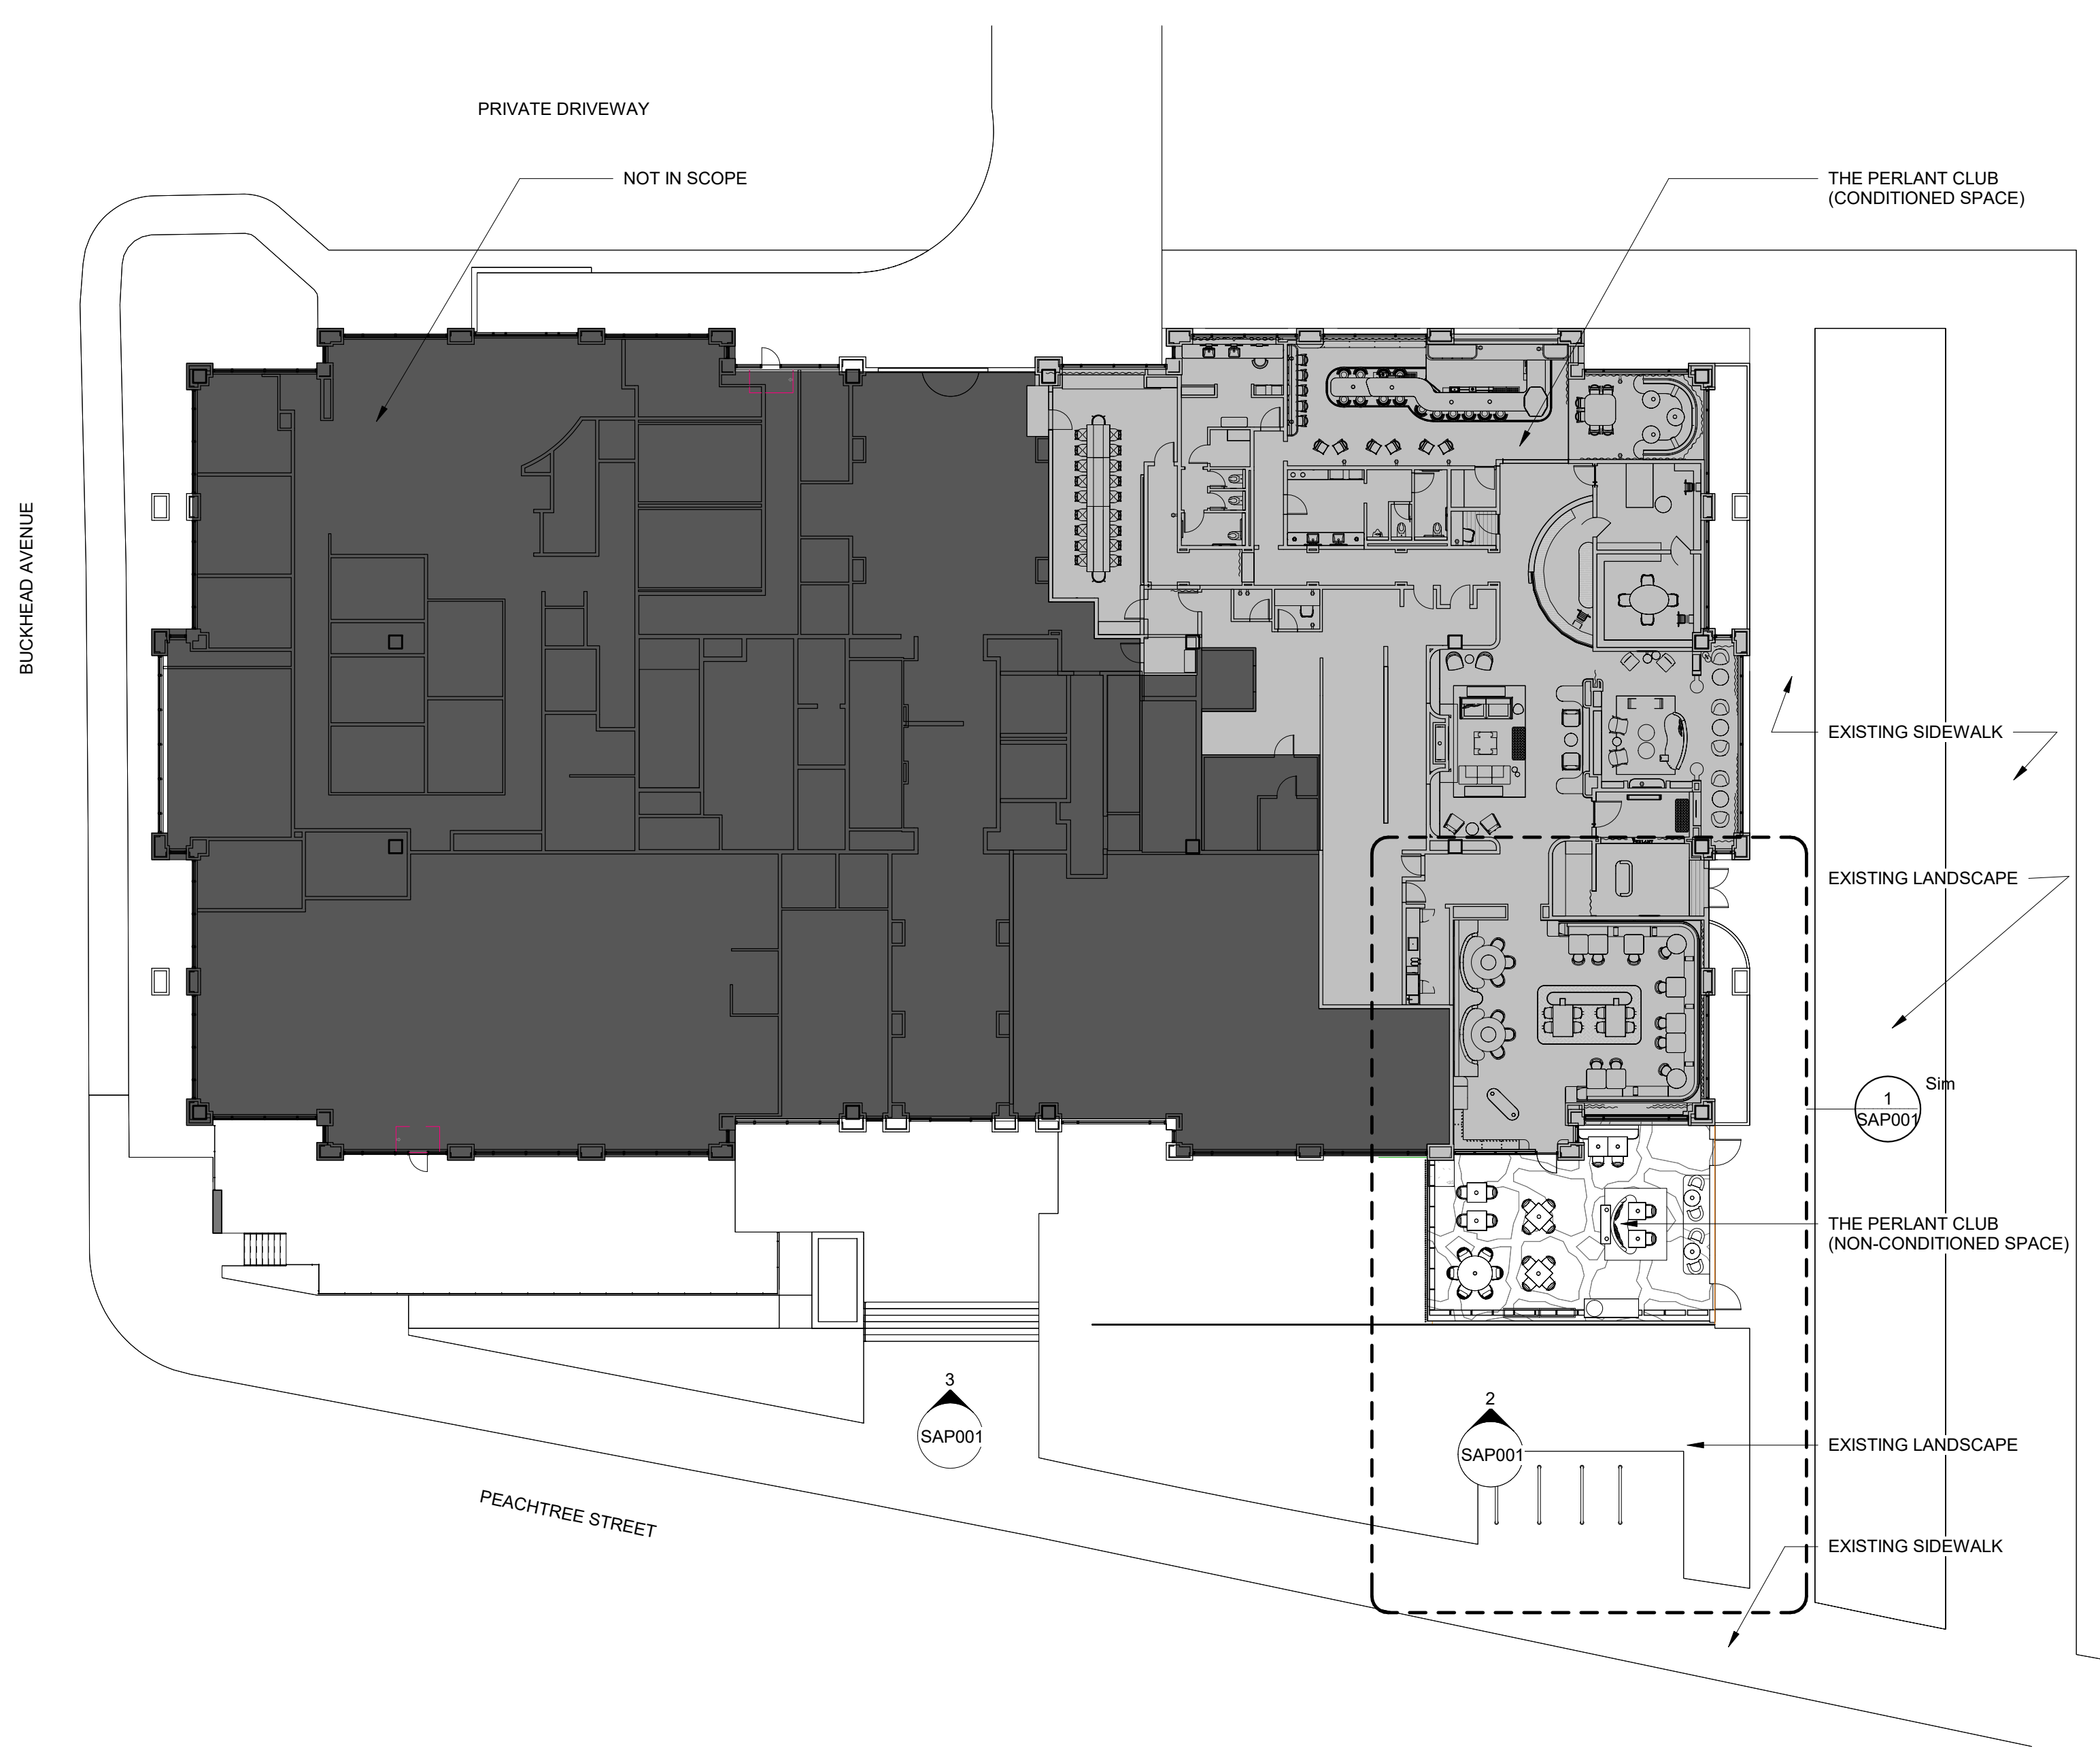 PRIVATE DRIVEWAY
NOT IN SCOPE
THE PERLANT CLUB
(CONDITIONED SPACE)
BUCKHEAD AVENUE
EXISTING SIDEWALK
PERLANT
EXISTING LANDSCAPE
1
SAP001
Sim
THE PERLANT CLUB
(NON-CONDITIONED SPACE)
3
SAP001
2
SAP001
EXISTING LANDSCAPE
PEACHTREE STREET
EXISTING SIDEWALK